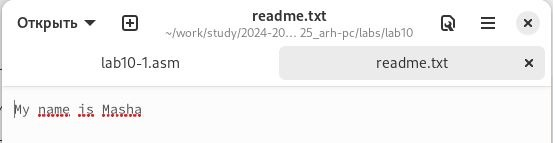 Открыть
readme.txt
~/work/study/2024-20... 25_arh-pc/labs/lab10
lab10-1.asm
readme.txt
My name is Masha